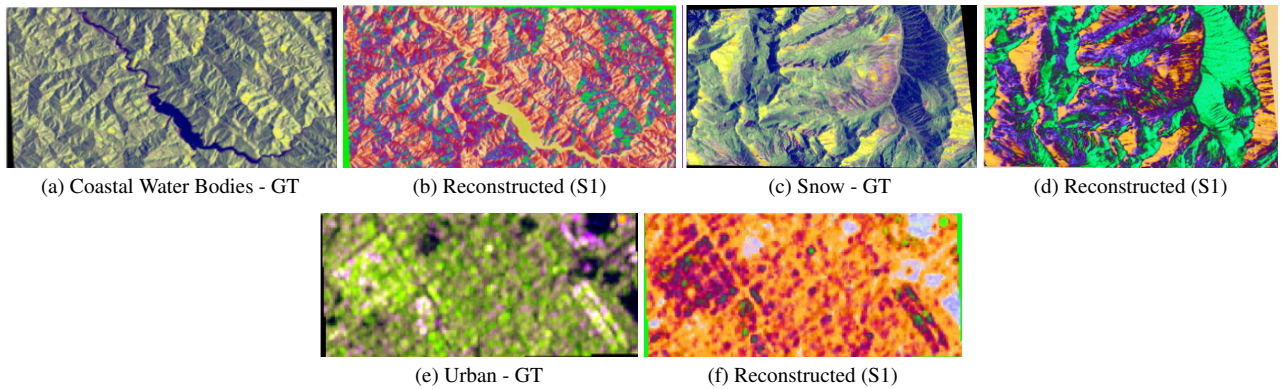 (a) Coastal Water Bodies - GT
(b) Reconstructed (S1)
(c) Snow - GT
(d) Reconstructed (S1)
(e) Urban - GT
(f) Reconstructed (S1)